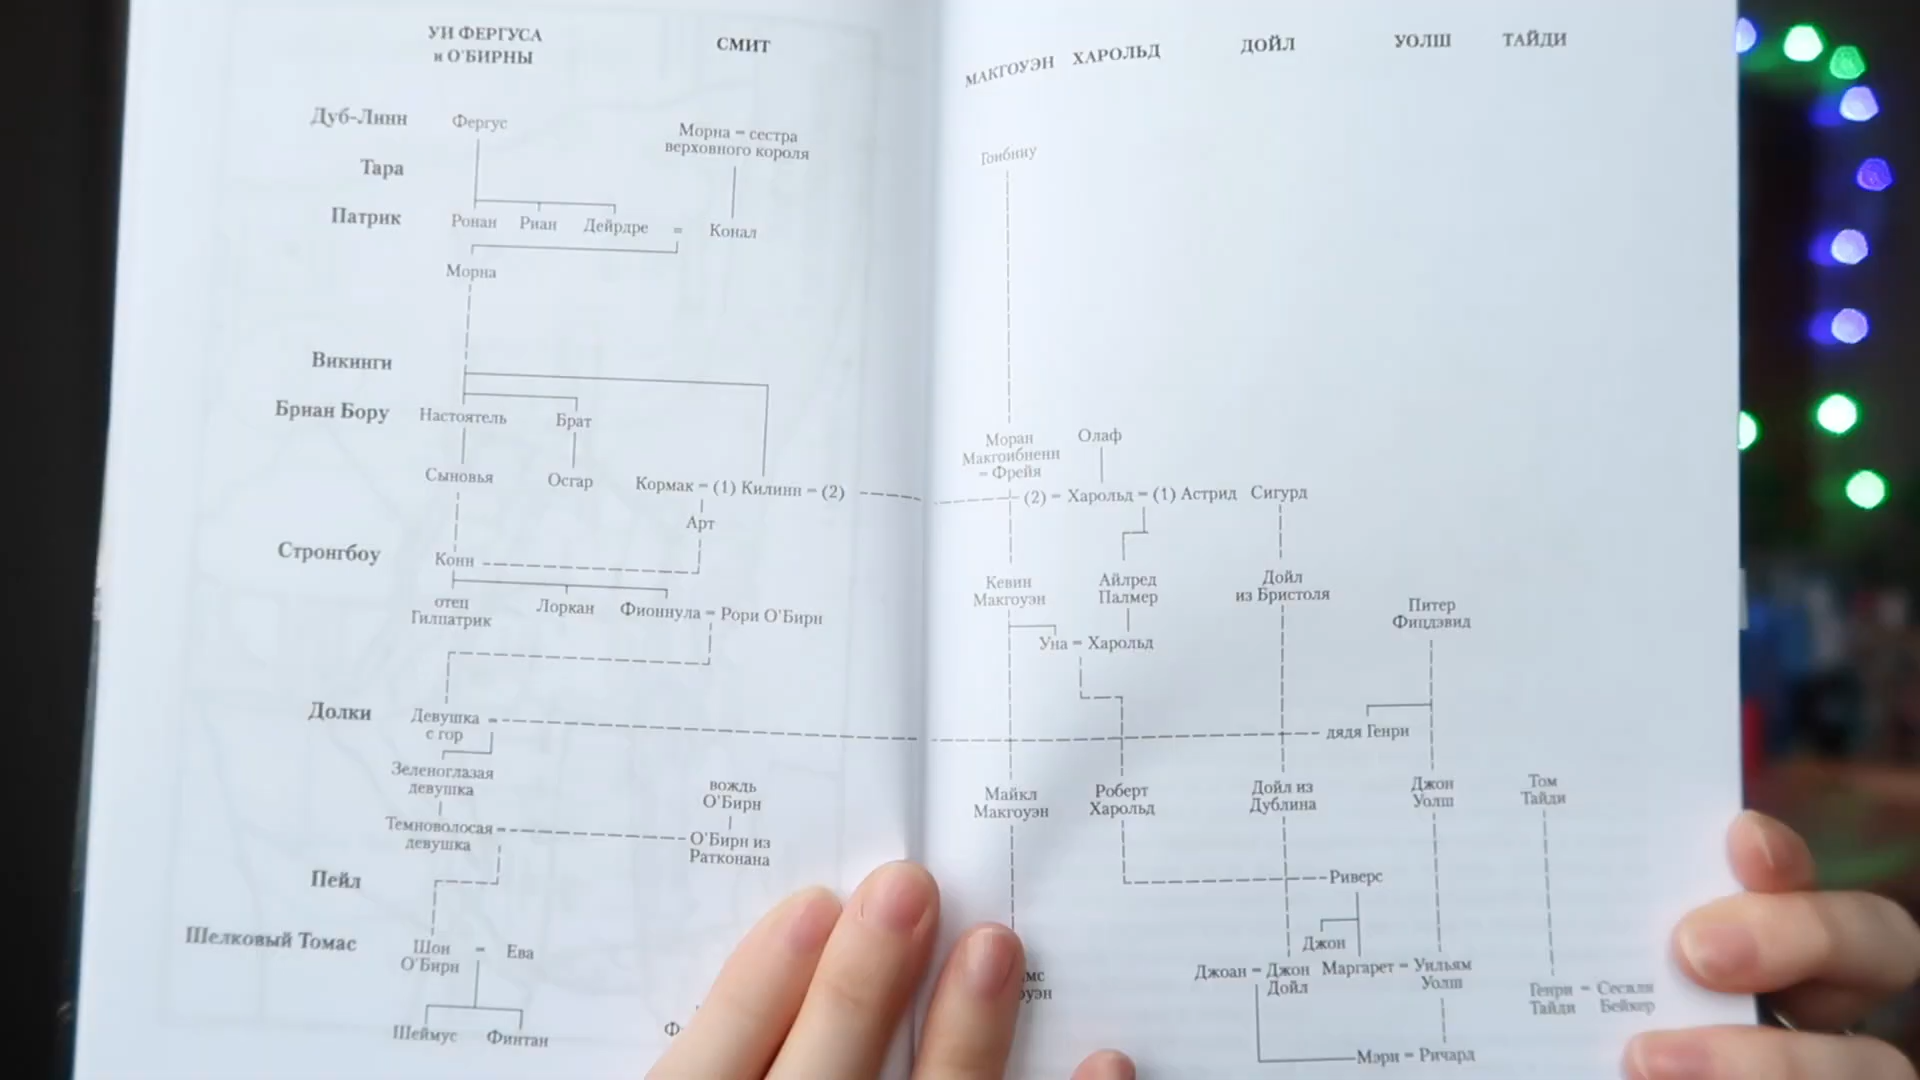 УИ ФЕРГУСА
и О'БИРНЫ
СМИТ
МАКГОУЭН
ХАРОЛЬД
ДОЙЛ
УОЛШ
ТАЙДИ
Дуб-Линн
Фергус
Морна = сестра
верховного короля
Гоибниу
Тара
Патрик
Ронан
Риан
Дейрдре
=
Конал
Морна
Викинги
Бриан Бору
Настоятель
Брат
Моран
Макгоибненн
= Фрейя
Олаф
Сыновья
Осгар
Кормак = (1) Килинн = (2)
(2) = Харольд = (1) Астрид
Сигурд
Арт
Стронгбоу
Конн
отец
Гилпатрик
Лоркан
Фионнула = Рори О'Бирн
Кевин
Макгоуэн
Айлред
Палмер
Дойл
из Бристоля
Питер
Фицдэвид
Уна = Харольд
Долки
Девушка =
с гор
дядя Генри
Зеленоглазая
девушка
вождь
О'Бирн
Майкл
Макгоуэн
Роберт
Харольд
Дойл из
Дублина
Джон
Уолш
Том
Тайди
Темноволосая =
девушка
О'Бирн из
Ратконана
Пейл
Риверс
Шелковый Томас
Шон
О'Бирн
=
Ева
Джон
мс
оуэн
Джоан = Джон
Дойл
Маргарет = Уильям
Уолш
Генри = Сесили
Тайди Бейкер
Шеймус
Финтан
Ф
Мэри = Ричард